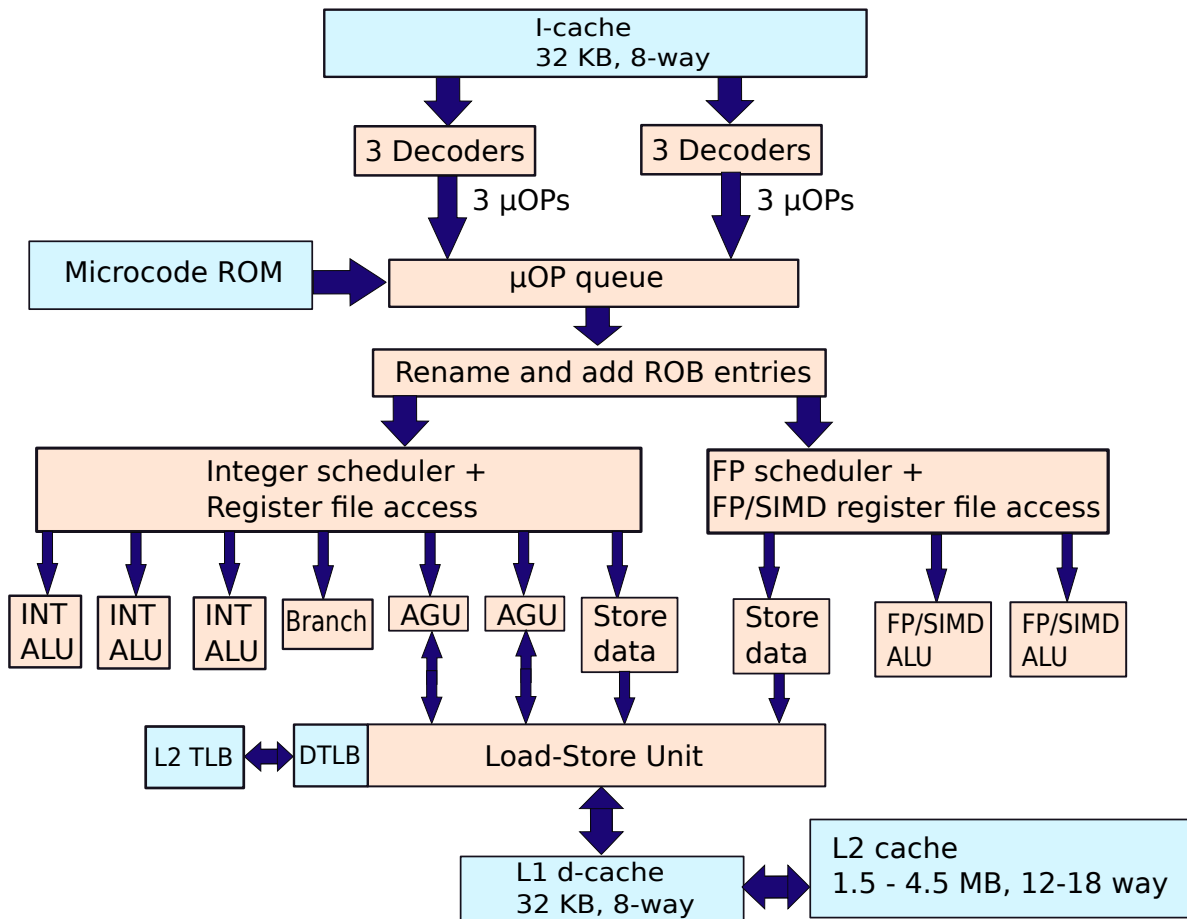 I-cache
32 KB, 8-way
3 Decoders
3 Decoders
3 μOPs
3 μOPs
Microcode ROM
μOP queue
Rename and add ROB entries
Integer scheduler +
Register file access
FP scheduler +
FP/SIMD register file access
INT
ALU
INT
ALU
INT
ALU
Branch
AGU
AGU
Store
data
Store
data
FP/SIMD
ALU
FP/SIMD
ALU
L2 TLB
DTLB
Load-Store Unit
L1 d-cache
32 KB, 8-way
L2 cache
1.5 - 4.5 MB, 12-18 way